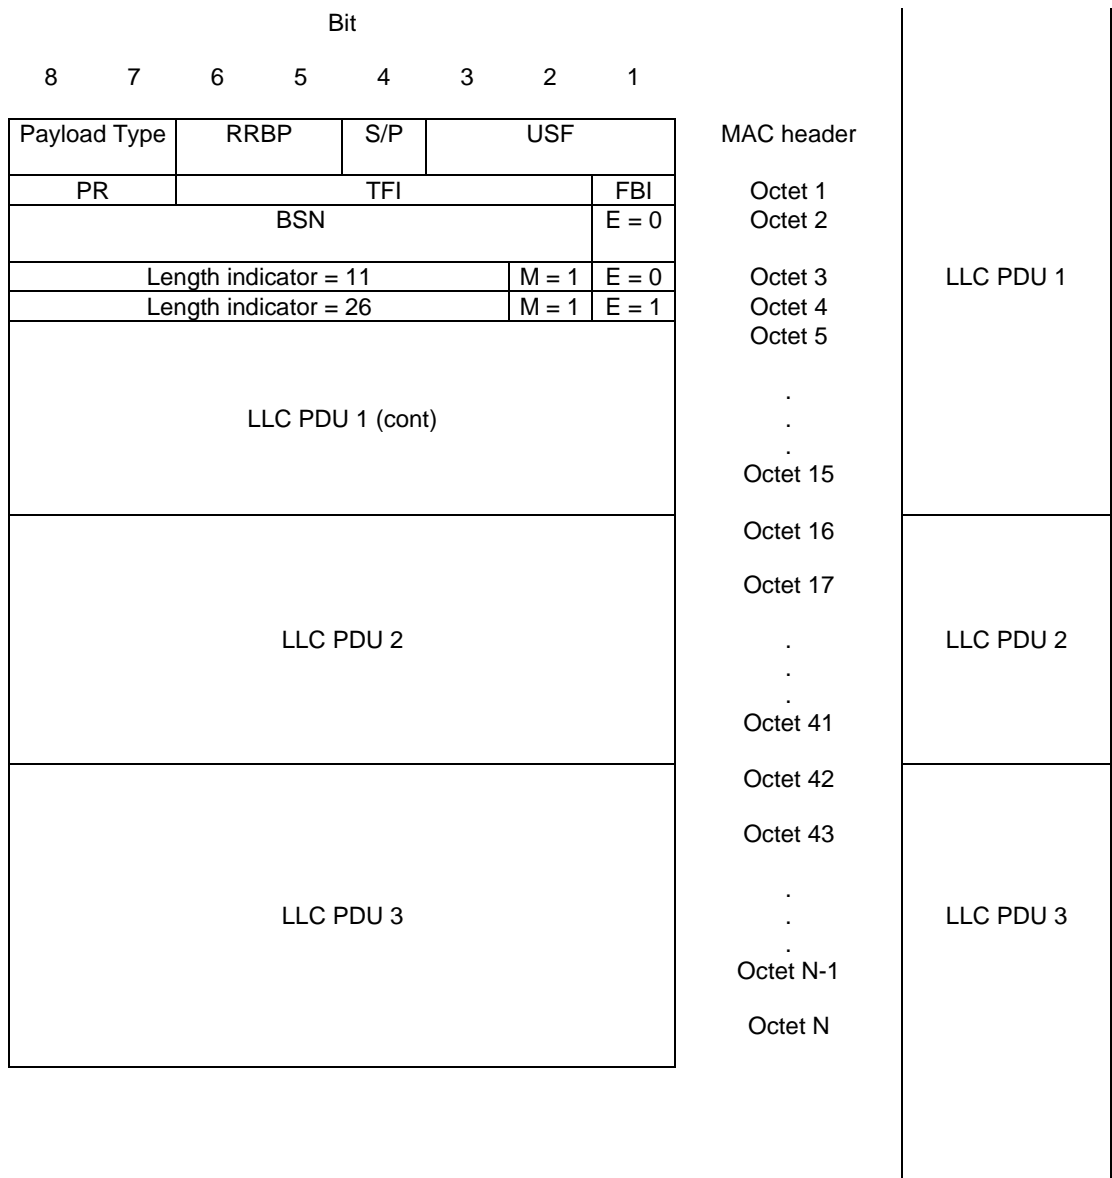 Bit
8 7 6 5 4 3 2 1
Payload Type RRBP S/P USF MAC header
PR TFI FBI Octet 1
BSN E = 0 Octet 2
Length indicator = 11 M = 1 E = 0 Octet 3 LLC PDU 1
Length indicator = 26 M = 1 E = 1 Octet 4
Octet 5
.
LLC PDU 1 (cont) .
.
Octet 15
Octet 16
Octet 17
LLC PDU 2 . LLC PDU 2
.
.
Octet 41
Octet 42
Octet 43
.
LLC PDU 3 . LLC PDU 3
.
Octet N-1
Octet N